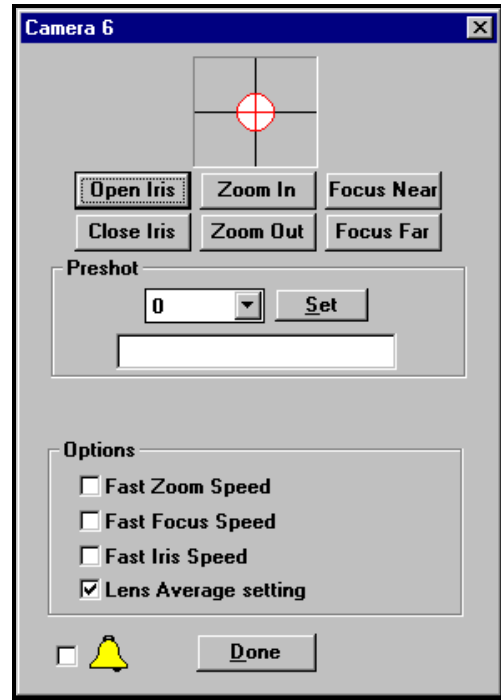 Camera 6
Open Iris Zoom In Focus Near
Close Iris Zoom Out Focus Far
Preshot
0 Set
Options
Fast Zoom Speed
Fast Focus Speed
Fast Iris Speed
Lens Average setting
Done